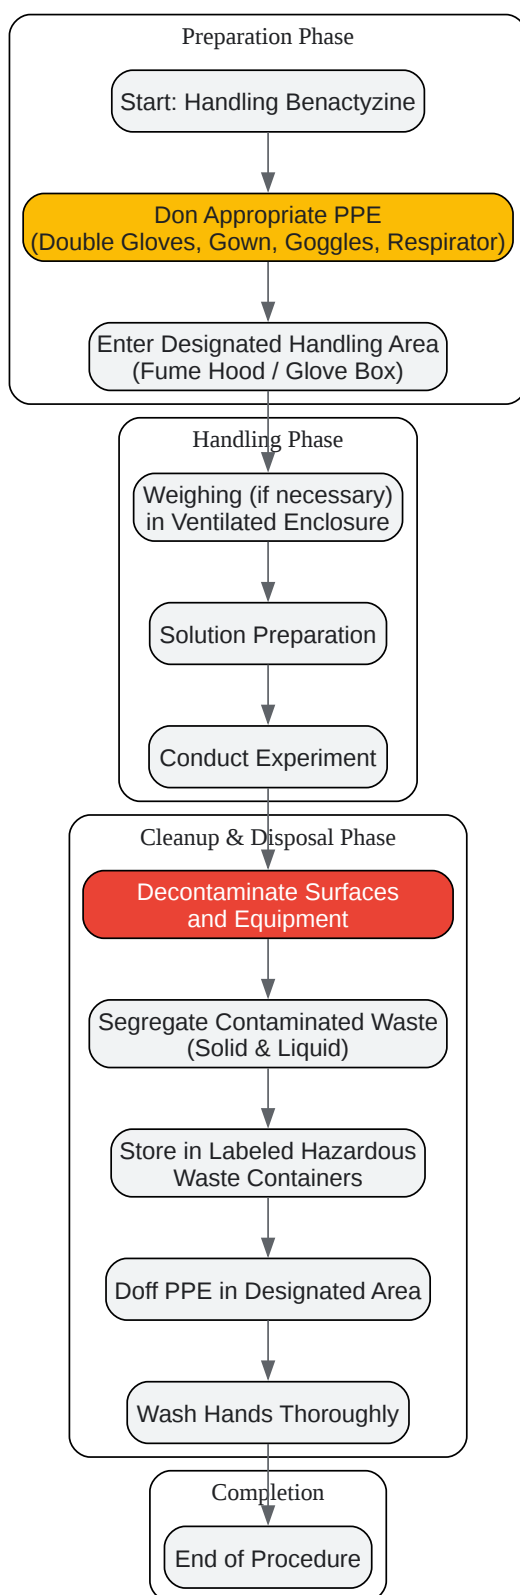 Preparation Phase
Start: Handling Benactyzine
Don Appropriate PPE
(Double Gloves, Gown, Goggles, Respirator)
Enter Designated Handling Area
(Fume Hood / Glove Box)
Handling Phase
Weighing (if necessary)
in Ventilated Enclosure
Solution Preparation
Conduct Experiment
Cleanup & Disposal Phase
Decontaminate Surfaces
and Equipment
Segregate Contaminated Waste
(Solid & Liquid)
Store in Labeled Hazardous
Waste Containers
Doff PPE in Designated Area
Wash Hands Thoroughly
Completion
End of Procedure